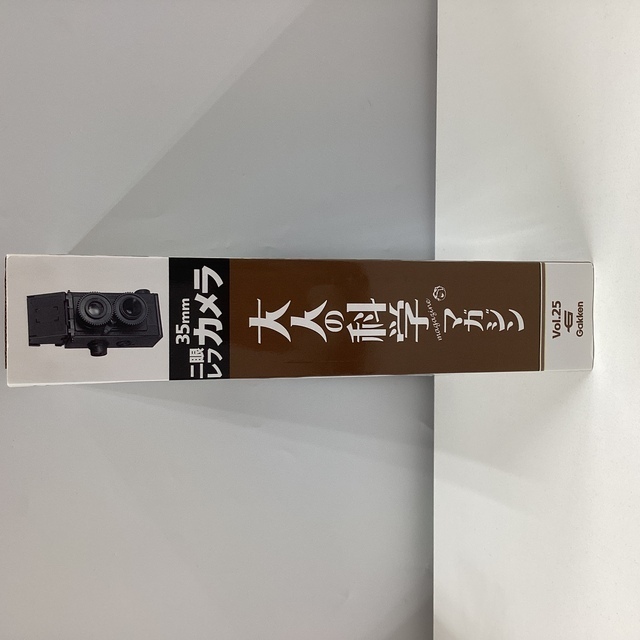 35mm
二眼
レフカメラ
大人の科学
magazine
マガジン
Vol.25
Gakken